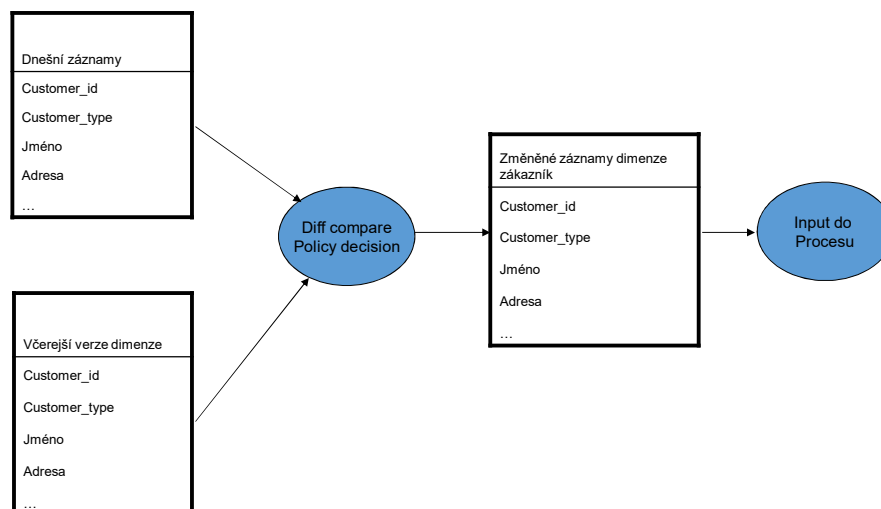 Dnešní záznamy
Customer_id
Customer_type
Jméno
Adresa
…
Včerejší verze dimenze
Customer_id
Customer_type
Jméno
Adresa
…
Diff compare
Policy decision
Změněné záznamy dimenze
zákazník
Customer_id
Customer_type
Jméno
Adresa
…
Input do
Procesu